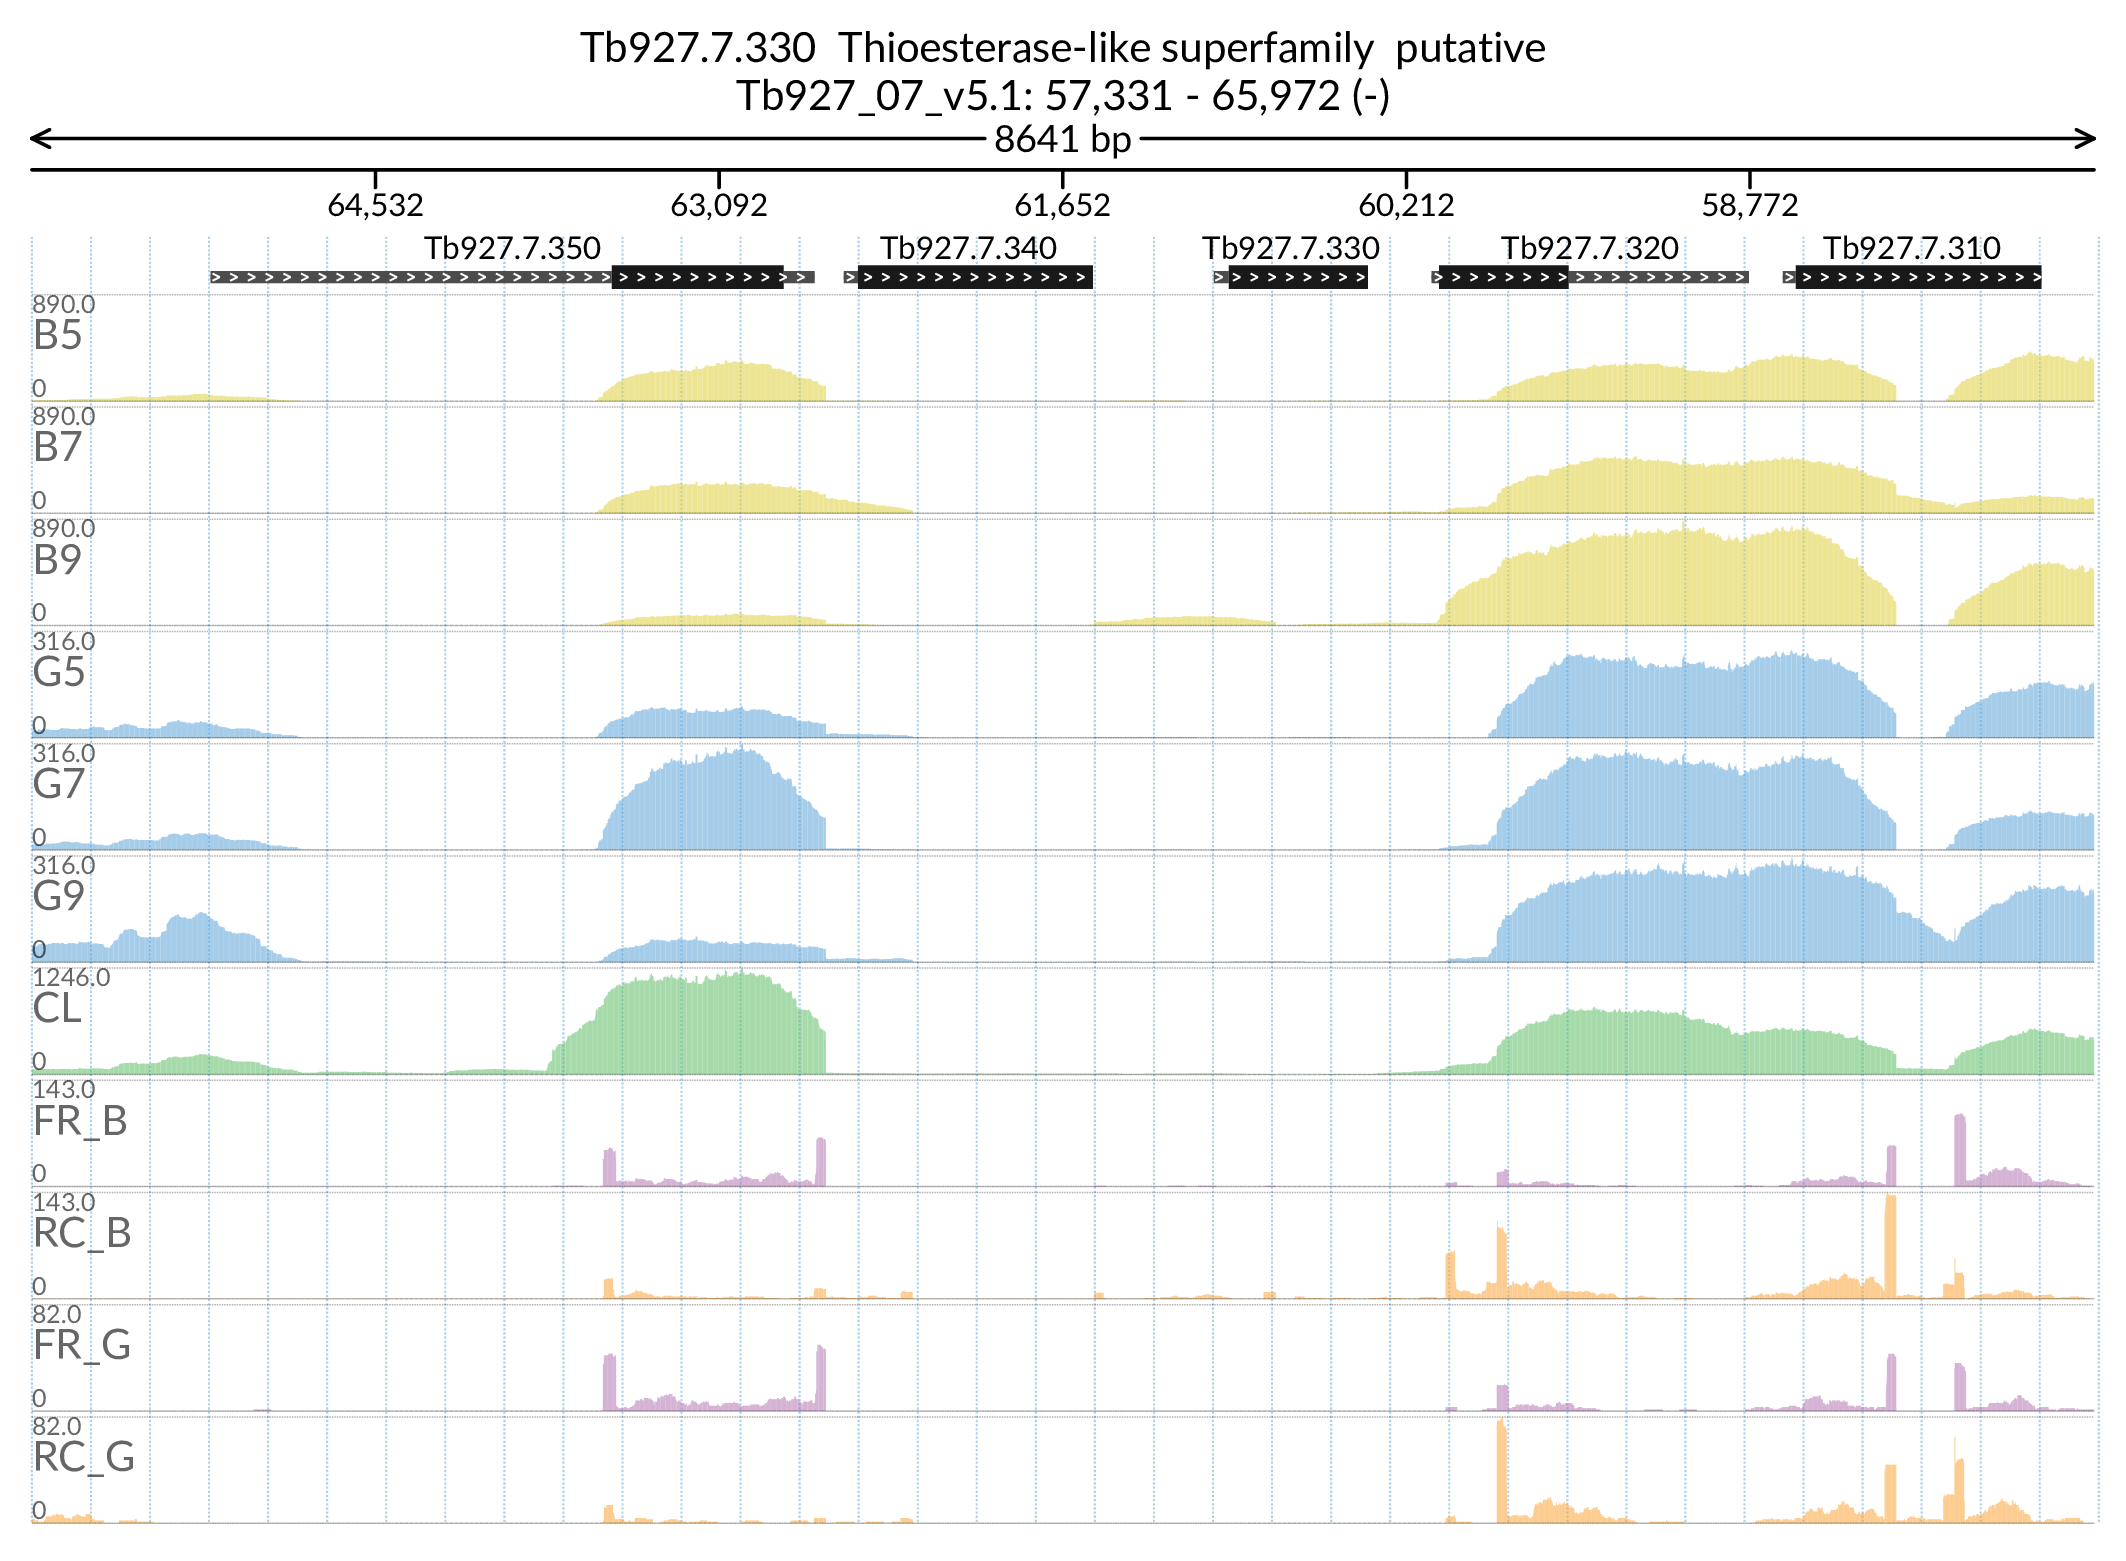 Tb927.7.330 Thioesterase-like superfamily putative
Tb927_07_v5.1: 57,331 - 65,972 (-)
8641 bp
64,532 63,092 61,652 60,212 58,772
Tb927.7.350 Tb927.7.340 Tb927.7.330 Tb927.7.320 Tb927.7.310
890.0
B5
0
890.0
B7
0
890.0
B9
0
316.0
G5
0
316.0
G7
0
316.0
G9
0
1246.0
CL
0
143.0
FR_B
0
143.0
RC_B
0
82.0
FR_G
0
82.0
RC_G
0